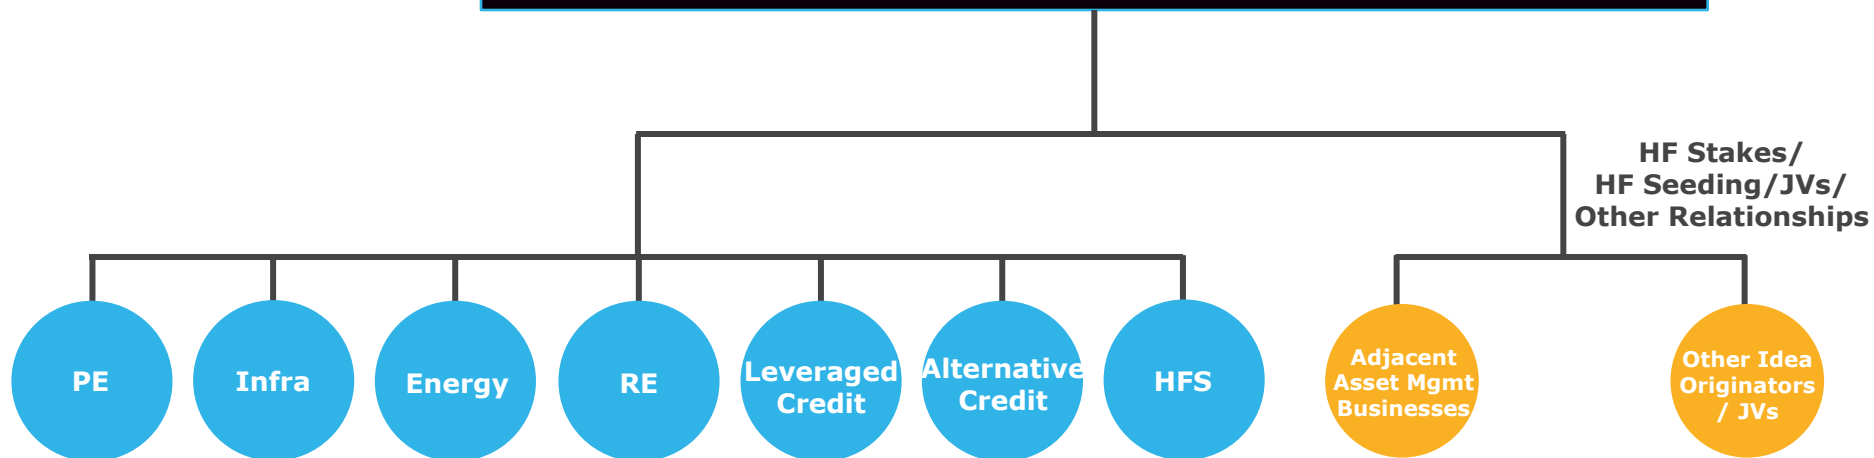 HF Stakes/
HF Seeding/JVs/
Other Relationships
PE
Infra
Energy
RE
Leveraged
Credit
Alternative
Credit
HFS
Adjacent
Asset Mgmt
Businesses
Other Idea
Originators
/ JVs